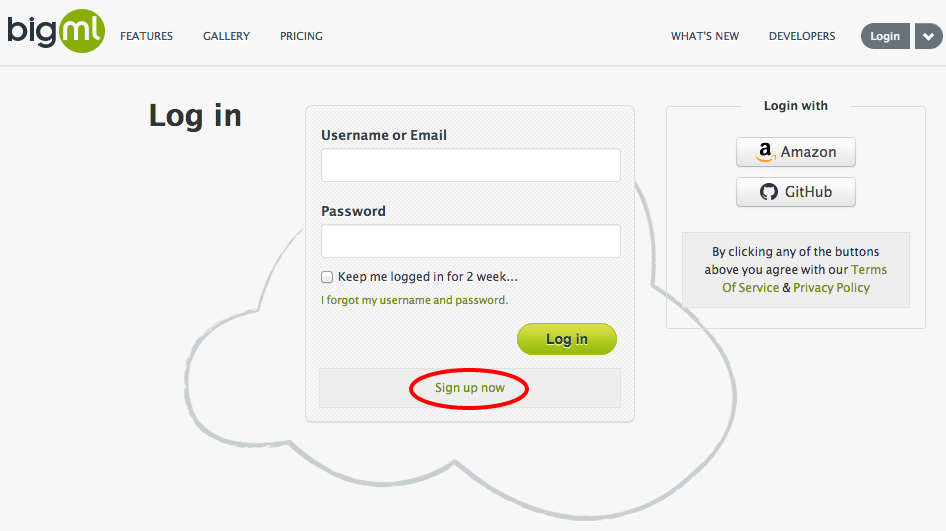 bigml FEATURES GALLERY PRICING WHAT'S NEW DEVELOPERS Login
Log in
Username or Email
Password
Keep me logged in for 2 week...
I forgot my username and password.
Log in
Sign up now
Login with
Amazon
GitHub
By clicking any of the buttons
above you agree with our Terms
Of Service & Privacy Policy